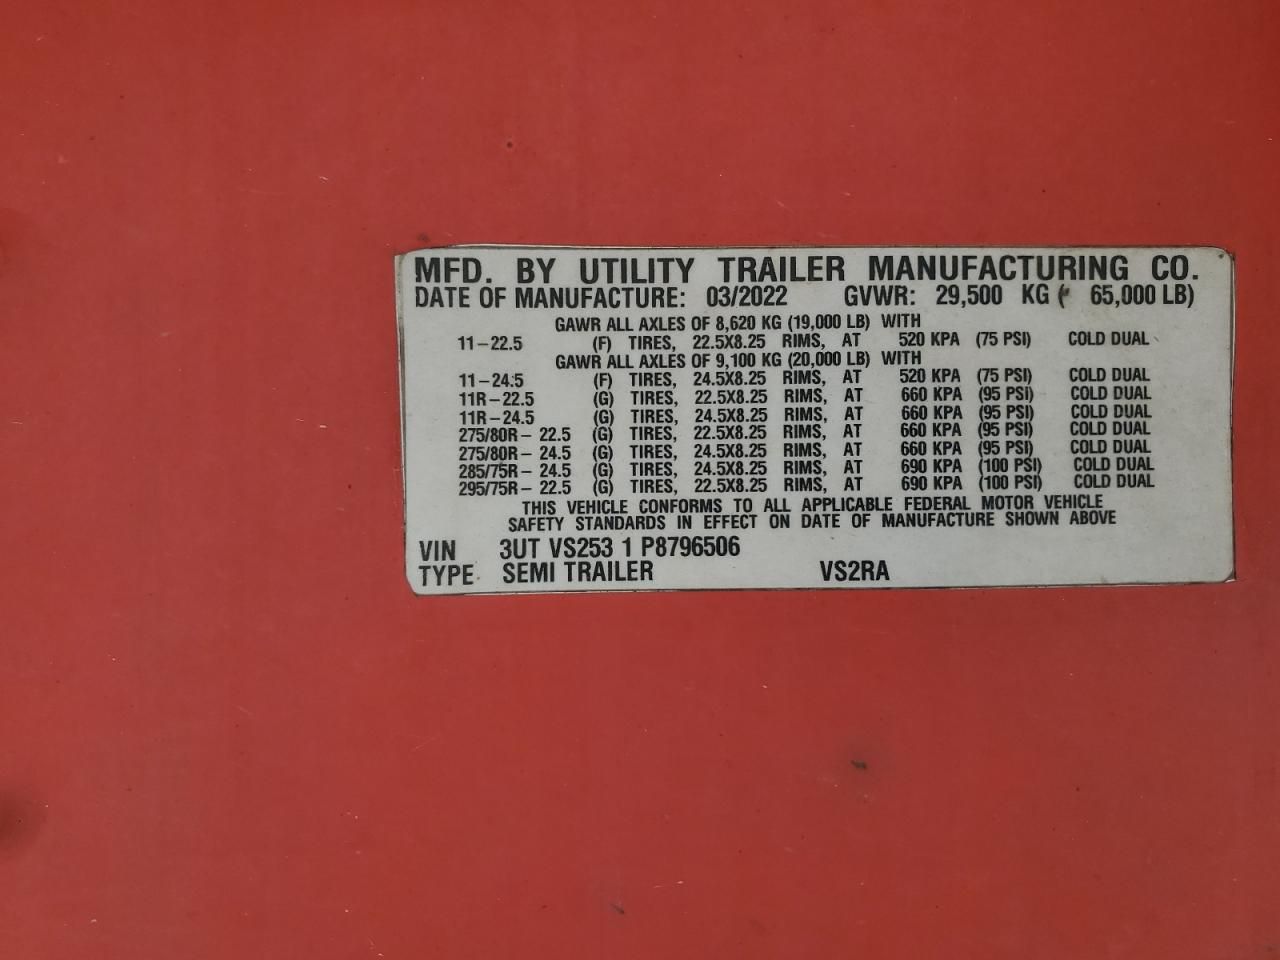 MFD. BY UTILITY TRAILER MANUFACTURING CO.
DATE OF MANUFACTURE: 03/2022 GVWR: 29,500 KG ( 65,000 LB)
GAWR ALL AXLES OF 8,620 KG (19,000 LB) WITH
11-22.5 (F) TIRES, 22.5X8.25 RIMS, AT 520 KPA (75 PSI) COLD DUAL
GAWR ALL AXLES OF 9,100 KG (20,000 LB) WITH
11-24.5 (F) TIRES, 24.5X8.25 RIMS, AT 520 KPA (75 PSI) COLD DUAL
11R-22.5 (G) TIRES, 22.5X8.25 RIMS, AT 660 KPA (95 PSI) COLD DUAL
11R-24.5 (G) TIRES, 24.5X8.25 RIMS, AT 660 KPA (95 PSI) COLD DUAL
275/80R-22.5 (G) TIRES, 22.5X8.25 RIMS, AT 660 KPA (95 PSI) COLD DUAL
275/80R-24.5 (G) TIRES, 24.5X8.25 RIMS, AT 660 KPA (95 PSI) COLD DUAL
285/75R-24.5 (G) TIRES, 24.5X8.25 RIMS, AT 690 KPA (100 PSI) COLD DUAL
295/75R-22.5 (G) TIRES, 22.5X8.25 RIMS, AT 690 KPA (100 PSI) COLD DUAL
THIS VEHICLE CONFORMS TO ALL APPLICABLE FEDERAL MOTOR VEHICLE
SAFETY STANDARDS IN EFFECT ON DATE OF MANUFACTURE SHOWN ABOVE
VIN 3UT VS253 1 P8796506
TYPE SEMI TRAILER VS2RA